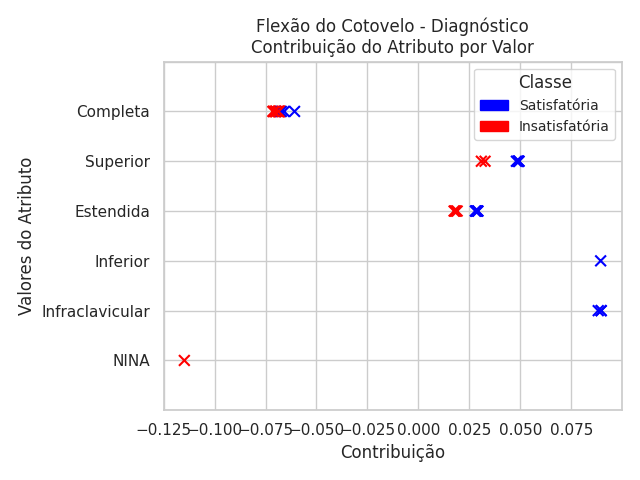 Flexão do Cotovelo - Diagnóstico
Contribuição do Atributo por Valor
Classe
Satisfatória
Insatisfatória
Valores do Atributo
Completa
Superior
Estendida
Inferior
Infraclavicular
NINA
−0.125 −0.100 −0.075 −0.050 −0.025 0.000 0.025 0.050 0.075
Contribuição